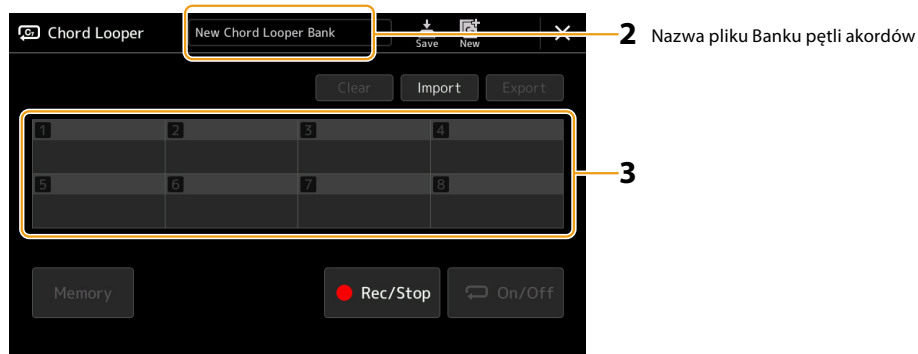 Chord Looper
New Chord Looper Bank
Save
New
2 Nazwa pliku Banku pętli akordów
Clear
Import
Export
1
2
3
4
3
5
6
7
8
Memory
Rec/Stop
On/Off